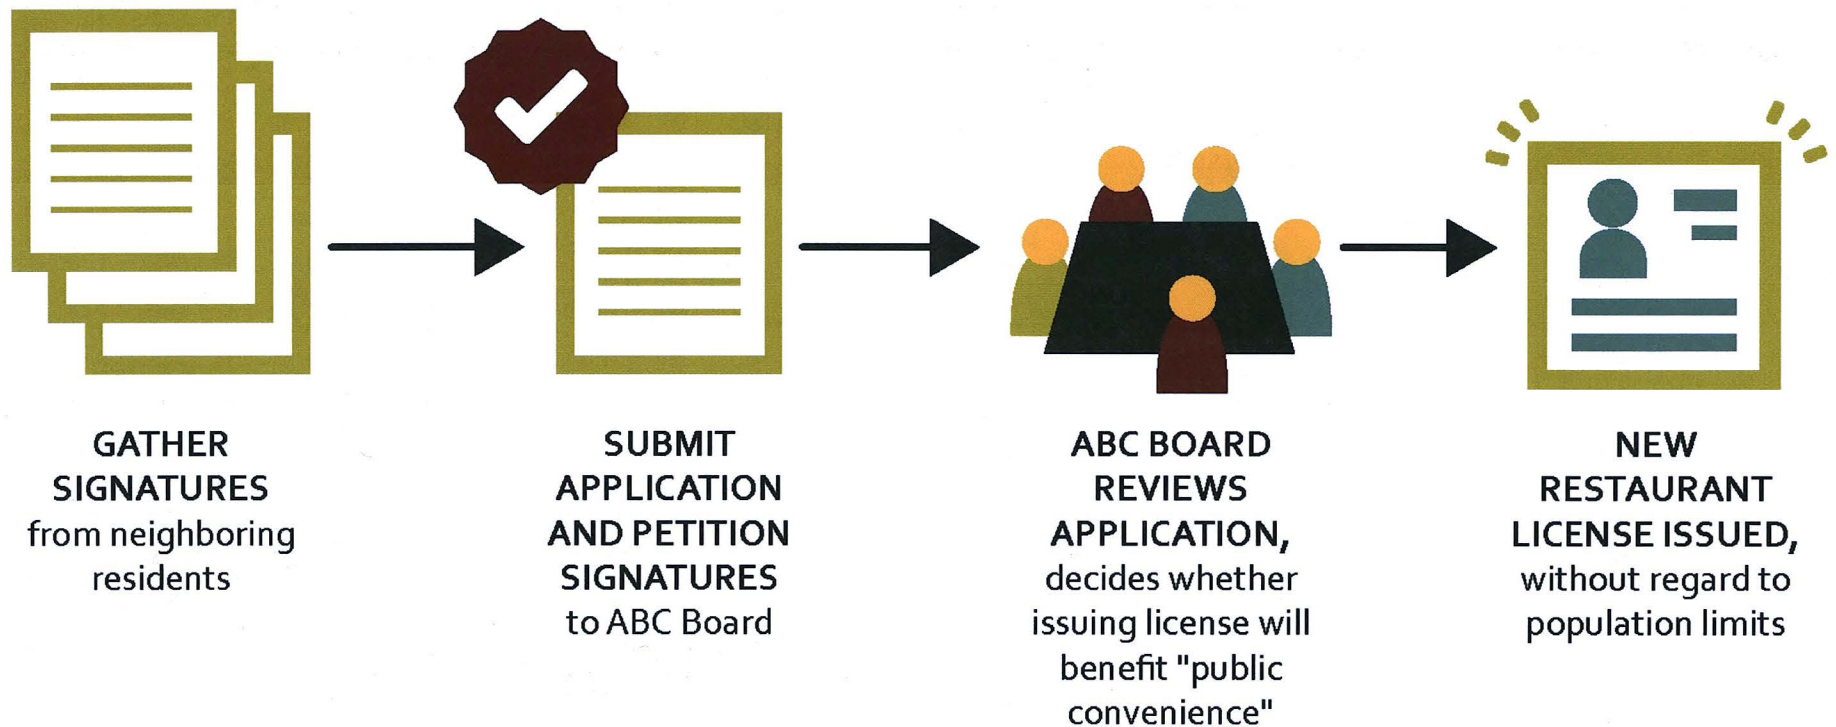 GATHER
SIGNATURES
from neighboring
residents
SUBMIT
APPLICATION
AND PETITION
SIGNATURES
to ABC Board
ABC BOARD
REVIEWS
APPLICATION,
decides whether
issuing license will
benefit "public
convenience"
NEW
RESTAURANT
LICENSE ISSUED,
without regard to
population limits